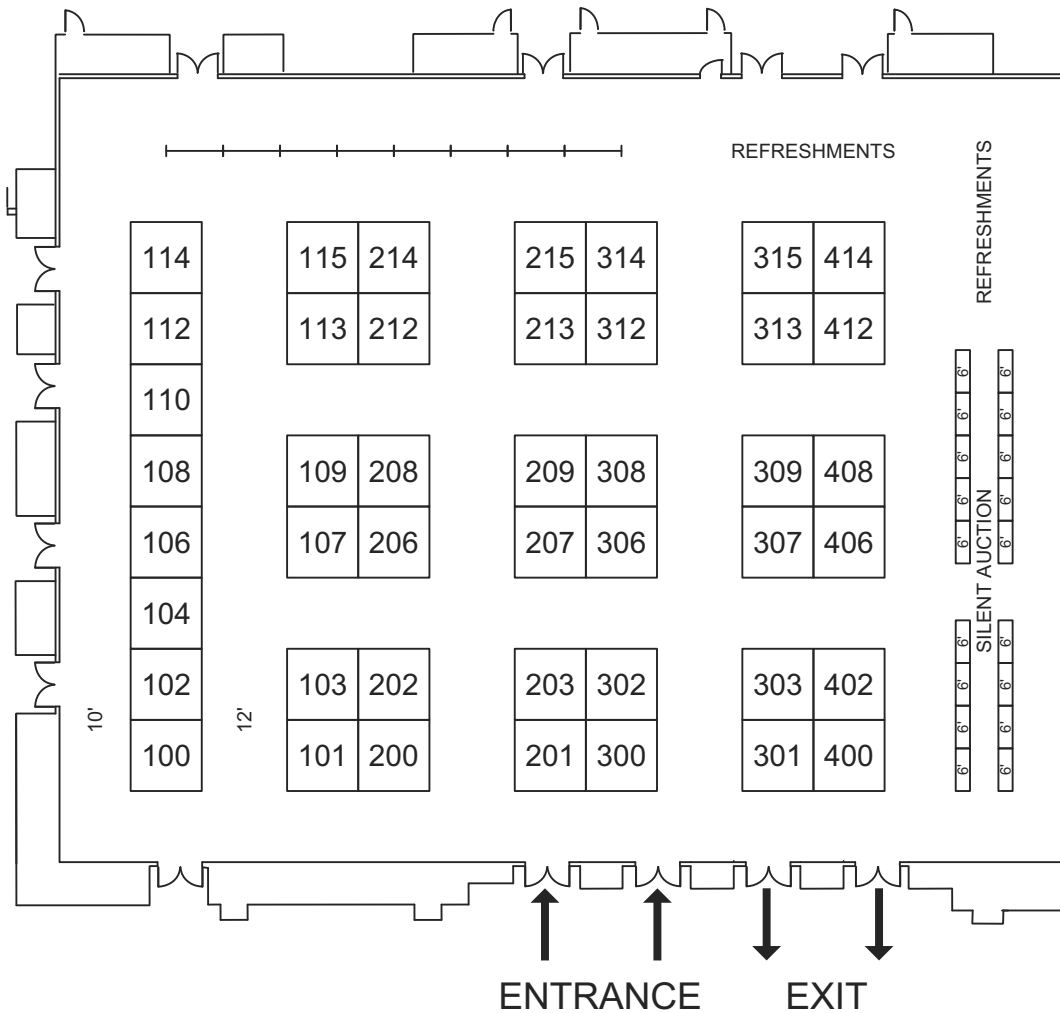 REFRESHMENTS
REFRESHMENTS
114 115 214 215 314 315 414
112 113 212 213 312 313 412
110
108 109 208 209 308 309 408
106 107 206 207 306 307 406
104
102 103 202 203 302 303 402
100 101 200 201 300 301 400
10'
12'
6' 6'
6' 6'
6' 6'
6' 6'
6' 6'
SILENT AUCTION
6' 6'
6' 6'
6' 6'
6' 6'
ENTRANCE EXIT